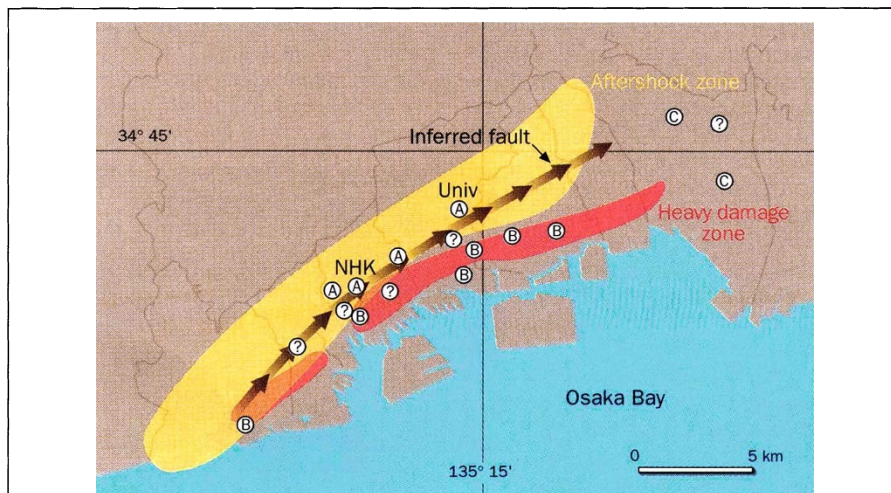 Aftershock zone
C
?
34° 45'
Inferred fault
C
Univ
A
Heavy damage
zone
B
B
?
B
A
B
NHK
A
A
?
?
B
?
B
Osaka Bay
0
5 km
135° 15'